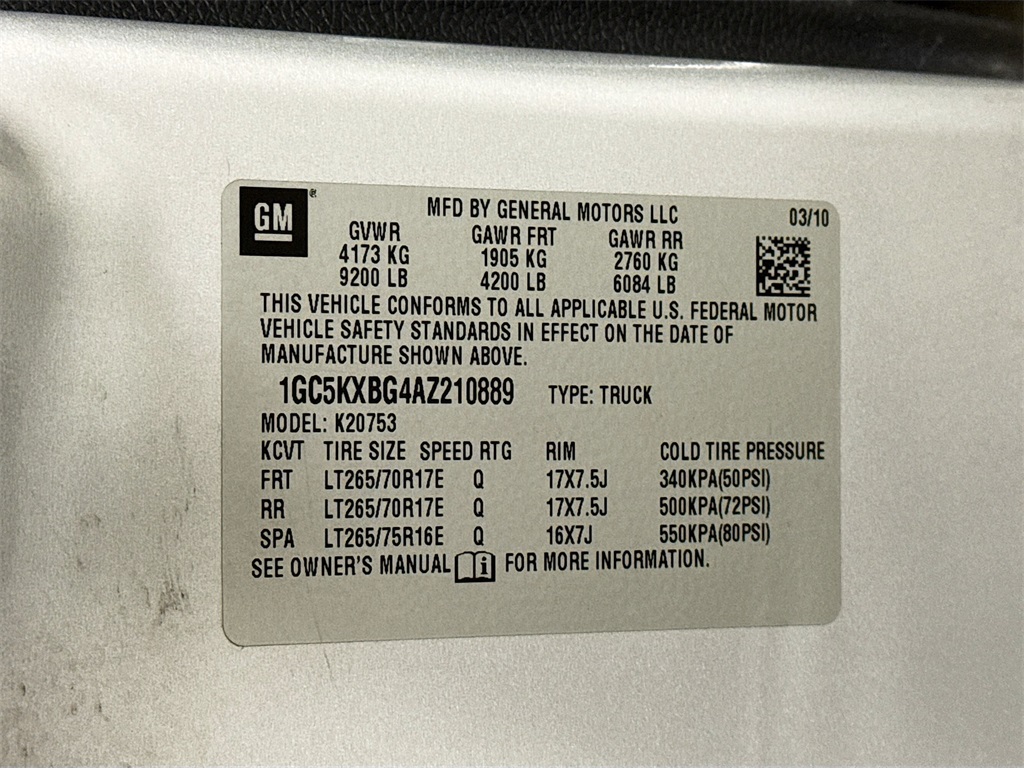 GM ®
MFD BY GENERAL MOTORS LLC 03/10
GVWR GAWR FRT GAWR RR
4173 KG 1905 KG 2760 KG
9200 LB 4200 LB 6084 LB
THIS VEHICLE CONFORMS TO ALL APPLICABLE U.S. FEDERAL MOTOR
VEHICLE SAFETY STANDARDS IN EFFECT ON THE DATE OF
MANUFACTURE SHOWN ABOVE.
1GC5KXBG4AZ210889 TYPE: TRUCK
MODEL: K20753
KCVT TIRE SIZE SPEED RTG RIM COLD TIRE PRESSURE
FRT LT265/70R17E Q 17X7.5J 340KPA(50PSI)
RR LT265/70R17E Q 17X7.5J 500KPA(72PSI)
SPA LT265/75R16E Q 16X7J 550KPA(80PSI)
SEE OWNER'S MANUAL i FOR MORE INFORMATION.